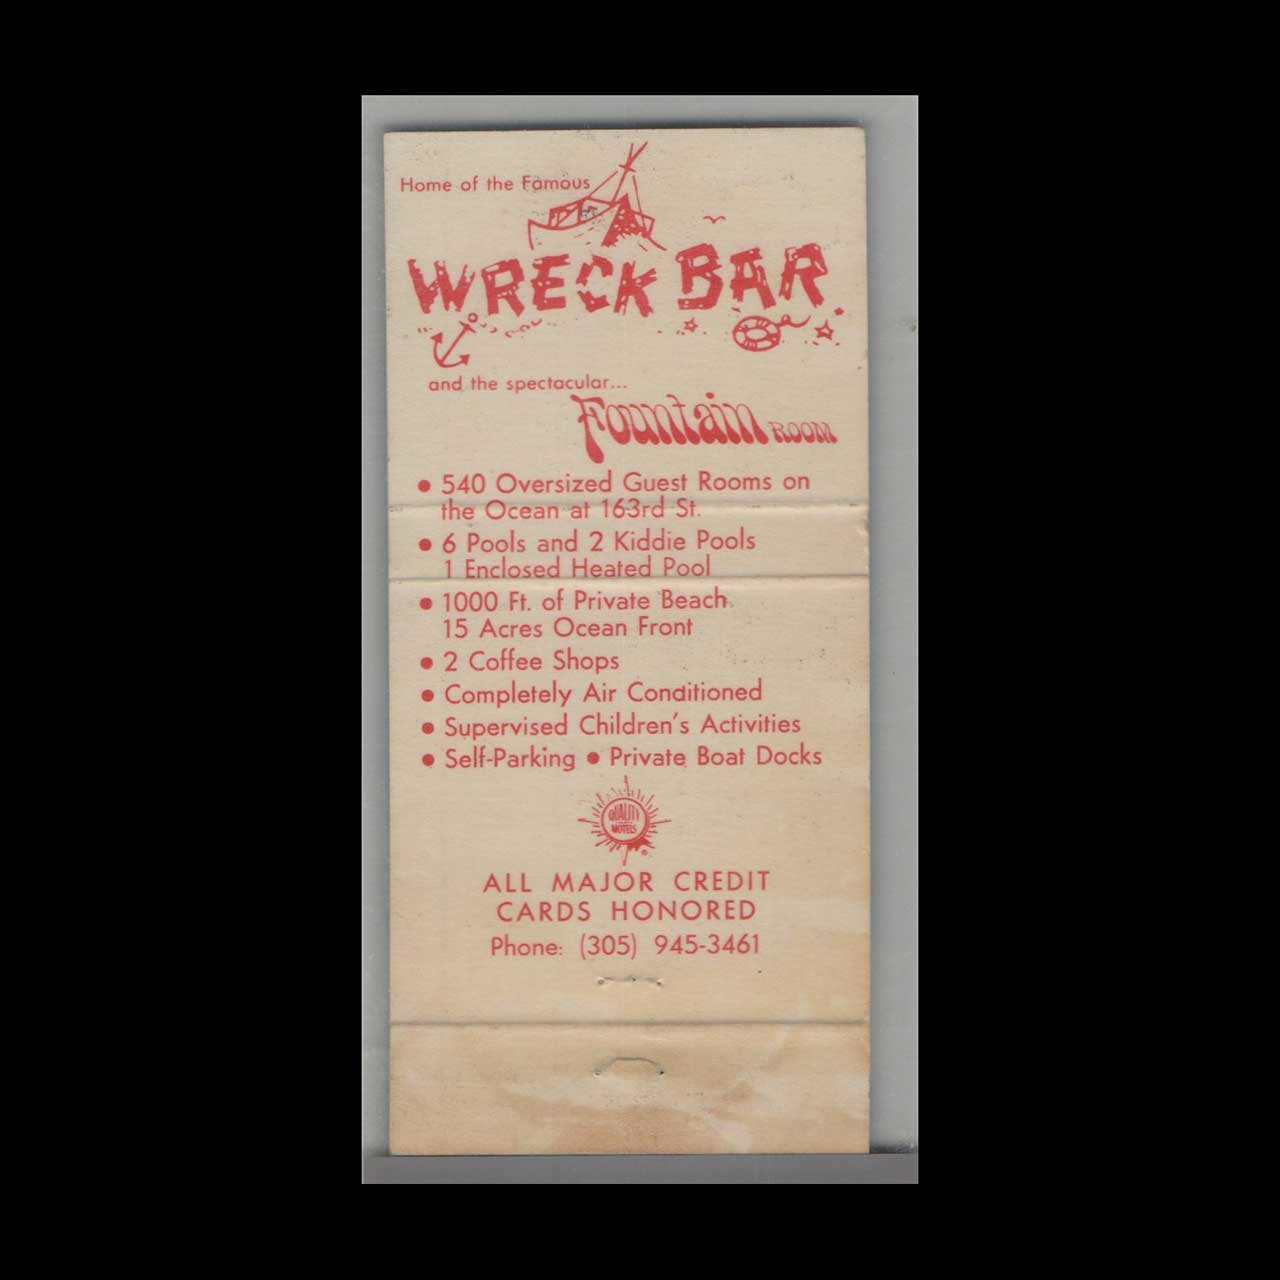 Home of the Famous
WRECK BAR
and the spectacular...
Fountain ROOM
• 540 Oversized Guest Rooms on
the Ocean at 163rd St.
• 6 Pools and 2 Kiddie Pools
1 Enclosed Heated Pool
• 1000 Ft. of Private Beach
15 Acres Ocean Front
• 2 Coffee Shops
• Completely Air Conditioned
• Supervised Children's Activities
• Self-Parking • Private Boat Docks
QUALITY
MOTELS
®
ALL MAJOR CREDIT
CARDS HONORED
Phone: (305) 945-3461